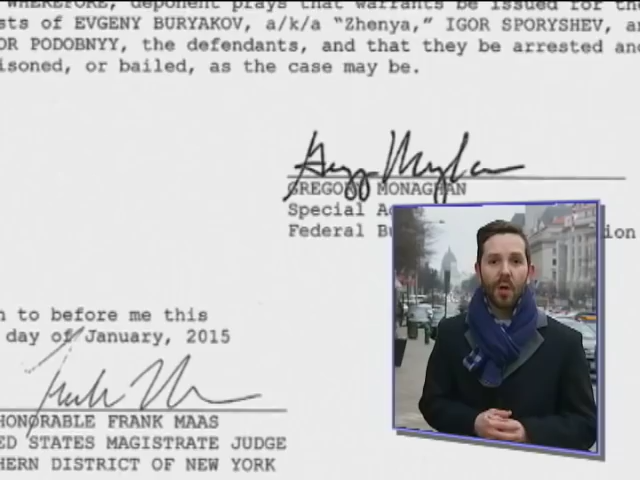 WHEREFORE, deponent prays that warrants be issued for the
sts of EVGENY BURYAKOV, a/k/a "Zhenya," IGOR SPORYSHEV, an
OR PODOBNYY, the defendants, and that they be arrested and
isoned, or bailed, as the case may be.
GREGORY MONAGHAN
Special A
Federal Bu ion
n to before me this
day of January, 2015
HONORABLE FRANK MAAS
ED STATES MAGISTRATE JUDGE
HERN DISTRICT OF NEW YORK